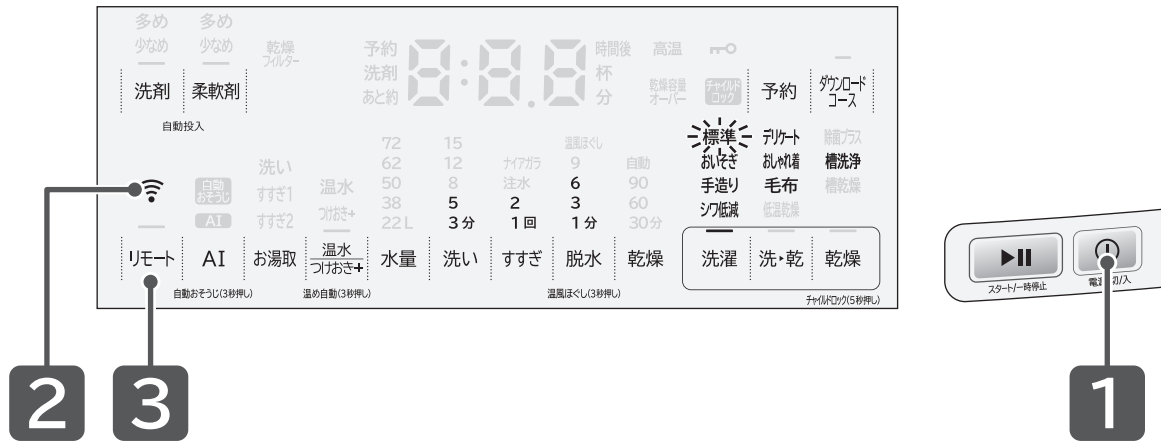 多め 多め
少なめ 少なめ
乾燥
フィルター
予約
洗剤
あと約
8:8.8
時間後
杯
分
高温
乾燥容量
オーバー
チャイルド
ロック
洗剤 柔軟剤
自動投入
予約
ダウンロード
コース
72 15 温風ほぐし
洗い 62 12 ナイアガラ 9 自動
自動
おそうじ
すすぎ1 温水 50 8 注水 6 90
38 5 2 3 60
AI すすぎ2 つけおき+ 22L 3分 1回 1分 30分
標準 デリケート 除菌プラス
おいそぎ おしゃれ着 槽洗浄
手造り 毛布 槽乾燥
シワ低減 低温乾燥
リモート AI お湯取 温水
つけおき+
水量 洗い すすぎ 脱水 乾燥 洗濯 洗・乾 乾燥
自動おそうじ(3秒押し) 温め自動(3秒押し) 温風ほぐし(3秒押し) チャイルドロック(5秒押し)
スタート/一時停止
切/入
2 3 1